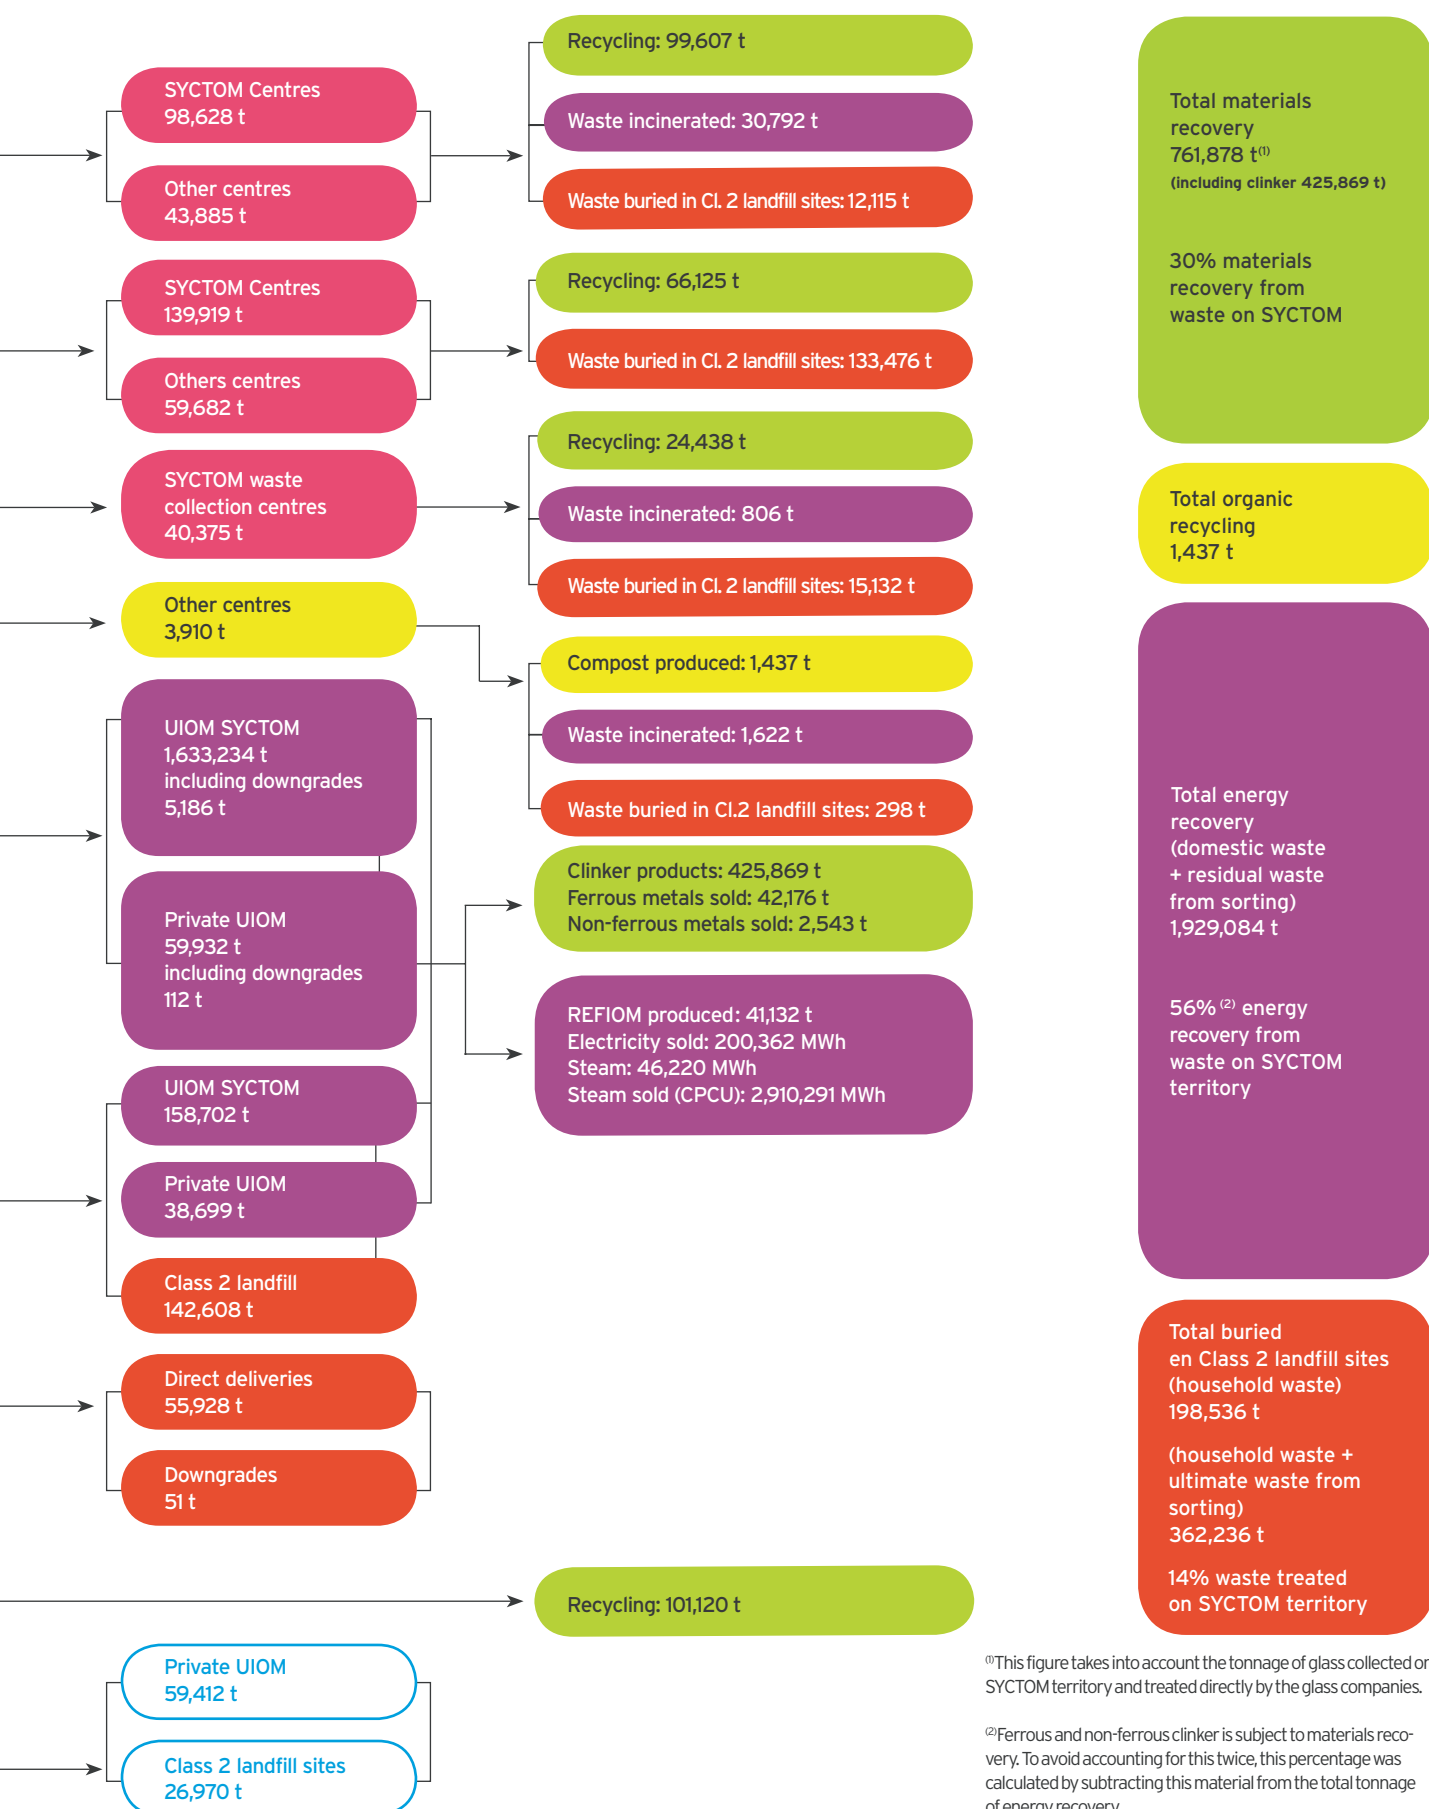 SYCTOM Centres
98,628 t
Other centres
43,885 t
SYCTOM Centres
139,919 t
Others centres
59,682 t
SYCTOM waste
collection centres
40,375 t
Other centres
3,910 t
UIOM SYCTOM
1,633,234 t
including downgrades
5,186 t
Private UIOM
59,932 t
including downgrades
112 t
UIOM SYCTOM
158,702 t
Private UIOM
38,699 t
Class 2 landfill
142,608 t
Direct deliveries
55,928 t
Downgrades
51 t
Private UIOM
59,412 t
Class 2 landfill sites
26,970 t
Recycling: 99,607 t
Waste incinerated: 30,792 t
Waste buried in Cl. 2 landfill sites: 12,115 t
Recycling: 66,125 t
Waste buried in Cl. 2 landfill sites: 133,476 t
Recycling: 24,438 t
Waste incinerated: 806 t
Waste buried in Cl. 2 landfill sites: 15,132 t
Compost produced: 1,437 t
Waste incinerated: 1,622 t
Waste buried in Cl.2 landfill sites: 298 t
Clinker products: 425,869 t
Ferrous metals sold: 42,176 t
Non-ferrous metals sold: 2,543 t
REFIOM produced: 41,132 t
Electricity sold: 200,362 MWh
Steam: 46,220 MWh
Steam sold (CPCU): 2,910,291 MWh
Recycling: 101,120 t
Total materials
recovery
761,878 t(1)
(including clinker 425,869 t)
30% materials
recovery from
waste on SYCTOM
Total organic
recycling
1,437 t
Total energy
recovery
(domestic waste
+ residual waste
from sorting)
1,929,084 t
56% (2) energy
recovery from
waste on SYCTOM
territory
Total buried
en Class 2 landfill sites
(household waste)
198,536 t
(household waste +
ultimate waste from
sorting)
362,236 t
14% waste treated
on SYCTOM territory
(1)This figure takes into account the tonnage of glass collected on
SYCTOM territory and treated directly by the glass companies.
(2)Ferrous and non-ferrous clinker is subject to materials reco-
very. To avoid accounting for this twice, this percentage was
calculated by subtracting this material from the total tonnage
of energy recovery